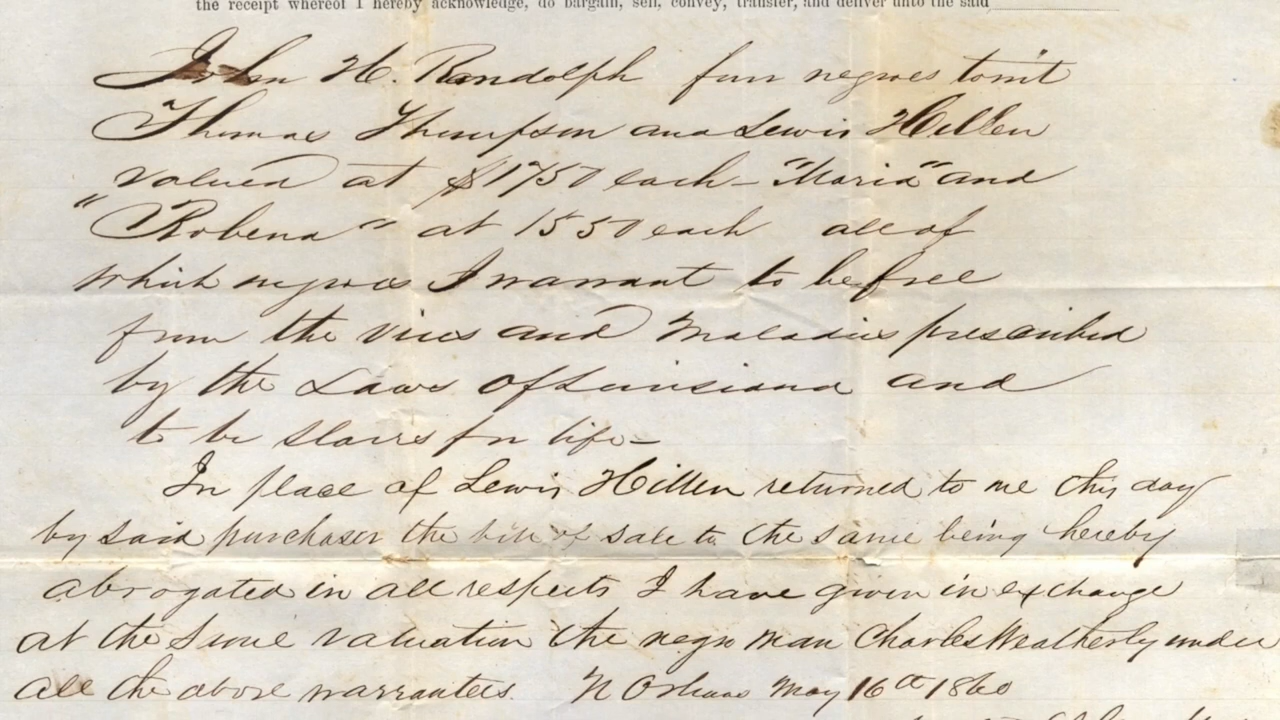 the receipt whereof I hereby acknowledge, do bargain, sell, convey, transfer, and deliver unto the said
John H. Randolph four negroes towit
Thomas Thompson and Lewis Hillen
valued at $1750 each - "Maria" and
"Robena" at 1550 each all of
which negroes I warrant to be free
from the vices and maladies prescribed
by the Laws of Louisiana and
to be slaves for life -
In place of Lewis Hillen returned to me this day
by said purchaser the bill of sale to the same being hereby
abrogated in all respects I have given in exchange
at the same valuation the negro man Charles Weatherly under
all the above warrantees. N Orleans May 16th 1860